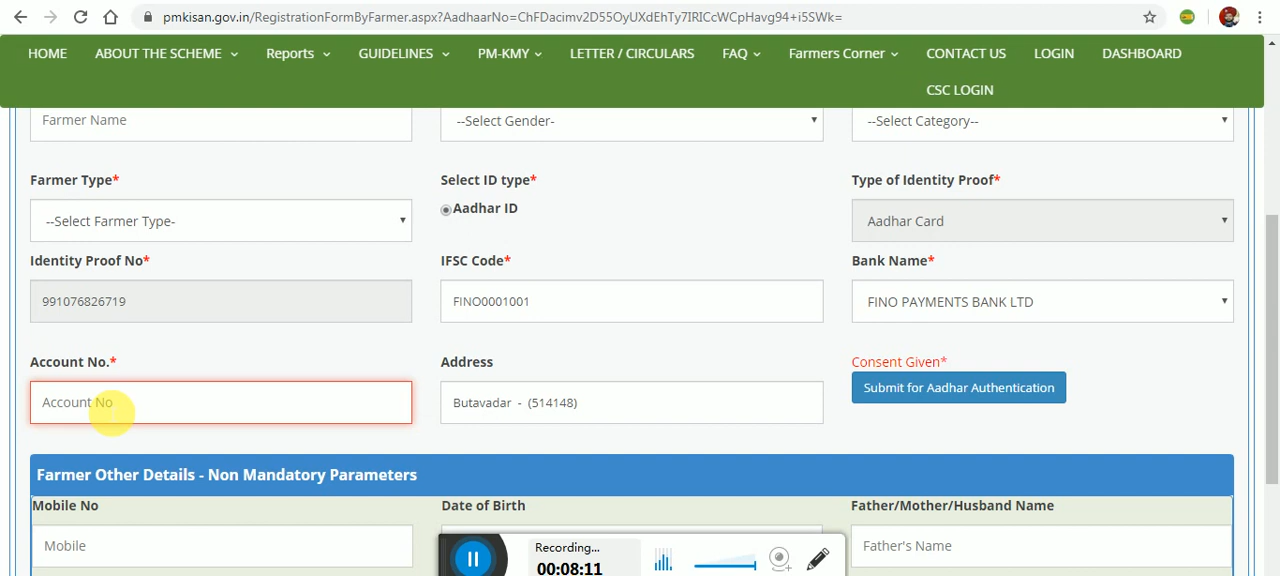 pmkisan.gov.in/RegistrationFormByFarmer.aspx?AadhaarNo=ChFDacimv2D55OyUXdEhTy7IRICcWCpHavg94+i5SWk=
HOME ABOUT THE SCHEME Reports GUIDELINES PM-KMY LETTER / CIRCULARS FAQ Farmers Corner CONTACT US LOGIN DASHBOARD
CSC LOGIN
Farmer Name --Select Gender- --Select Category--
Farmer Type* Select ID type* Type of Identity Proof*
--Select Farmer Type- Aadhar ID Aadhar Card
Identity Proof No* IFSC Code* Bank Name*
991076826719 FINO0001001 FINO PAYMENTS BANK LTD
Account No.* Address Consent Given*
Account No Butavadar - (514148) Submit for Aadhar Authentication
Farmer Other Details - Non Mandatory Parameters
Mobile No Date of Birth Father/Mother/Husband Name
Mobile Father's Name
Recording...
00:08:11